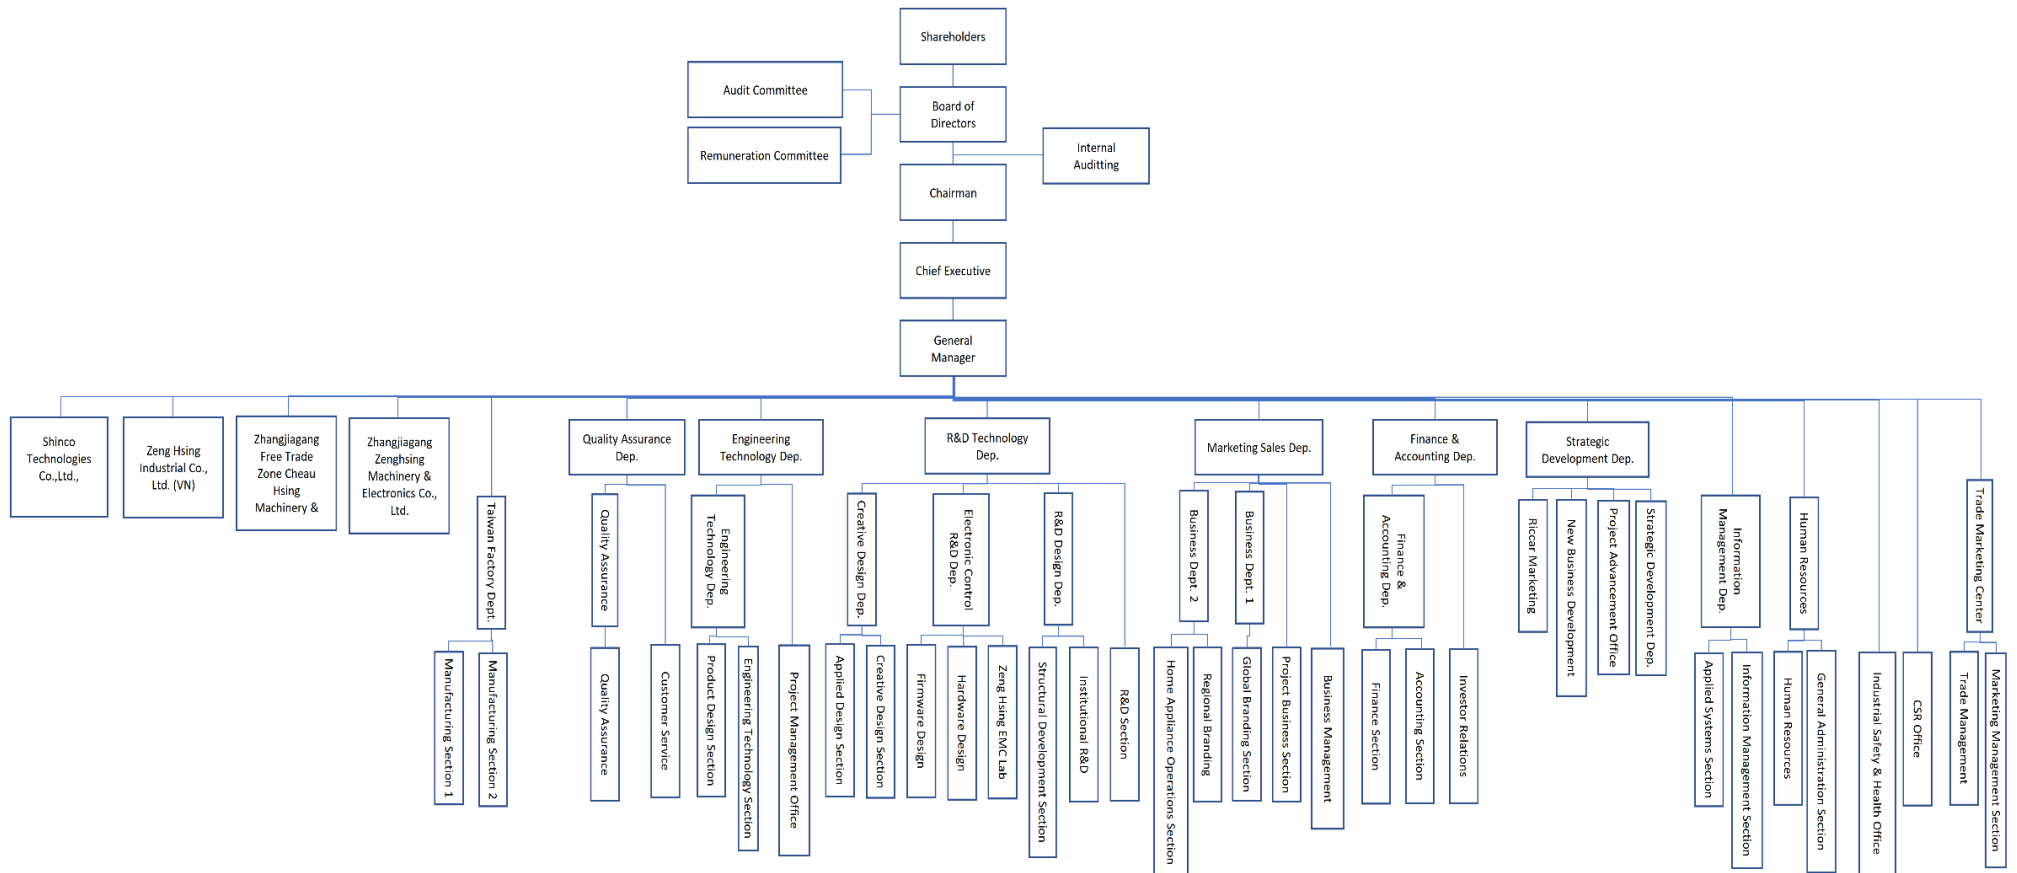 Shareholders
Audit Committee
Board of
Directors
Remuneration Committee
Internal
Auditting
Chairman
Chief Executive
General
Manager
Shinco
Technologies
Co.,Ltd.,
Zeng Hsing
Industrial Co.,
Ltd. (VN)
Zhangjiagang
Free Trade
Zone Cheau
Hsing
Machinery &
Zhangjiagang
Zenghsing
Machinery &
Electronics Co.,
Ltd.
Taiwan Factory Dept.
Manufacturing Section 1
Manufacturing Section 2
Quality Assurance
Dep.
Quality Assurance
Quality Assurance
Customer Service
Engineering
Technology Dep.
Engineering
Technology Dep.
Product Design Section
Engineering Technology Section
Project Management Office
R&D Technology
Dep.
Creative Design Dep.
Applied Design Section
Creative Design Section
Electronic Control
R&D Dep.
Firmware Design
Hardware Design
Zeng Hsing EMC Lab
R&D Design Dep.
Structural Development Section
Institutional R&D
R&D Section
Marketing Sales Dep.
Business Dept. 2
Home Appliance Operations Section
Regional Branding
Business Dept. 1
Global Branding Section
Project Business Section
Business Management
Finance &
Accounting Dep.
Finance &
Accounting Dep.
Finance Section
Accounting Section
Investor Relations
Strategic
Development Dep.
Riccar Marketing
New Business Development
Project Advancement Office
Strategic Development Dep.
Information
Management Dep.
Applied Systems Section
Information Management Section
Human Resources
Human Resources
General Administration Section
Industrial Safety & Health Office
CSR Office
Trade Marketing Center
Trade Management
Marketing Management Section